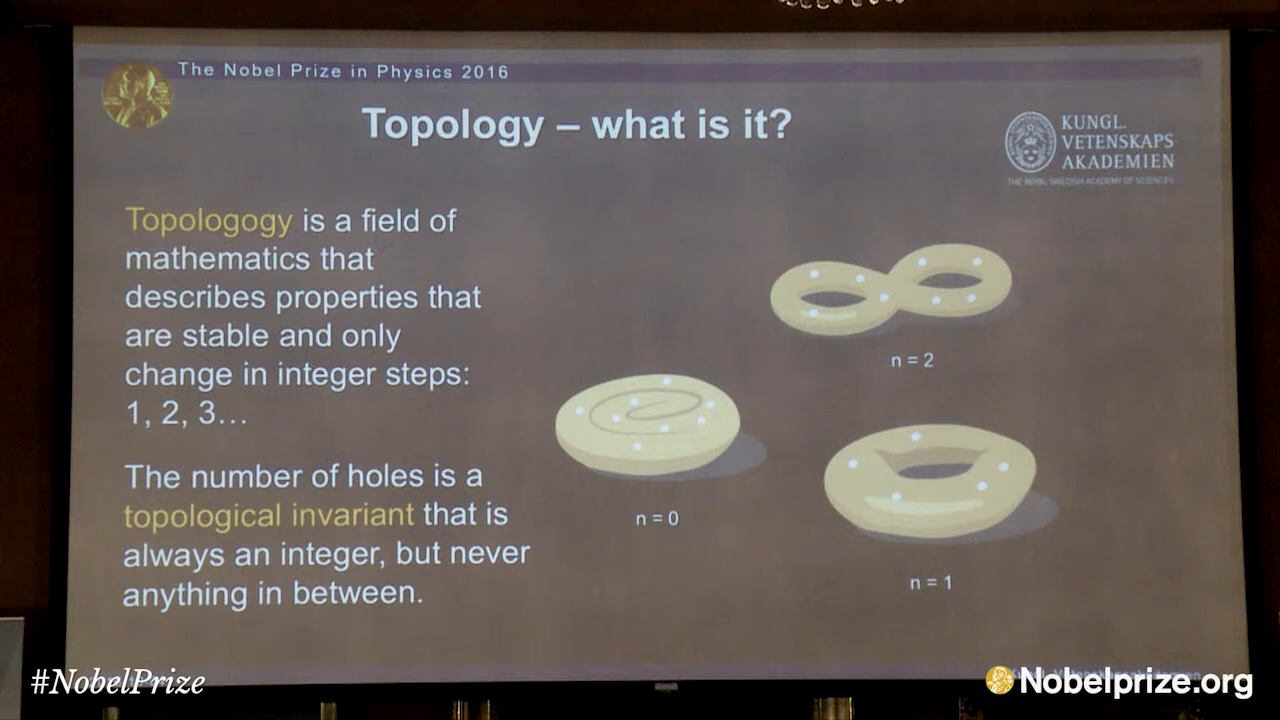 The Nobel Prize in Physics 2016
Topology – what is it?
KUNGL.
VETENSKAPS
AKADEMIEN
THE ROYAL SWEDISH ACADEMY OF SCIENCES
Topologogy is a field of
mathematics that
describes properties that
are stable and only
change in integer steps:
1, 2, 3…
The number of holes is a
topological invariant that is
always an integer, but never
anything in between.
n = 2
n = 0
n = 1
#NobelPrize
Nobelprize.org